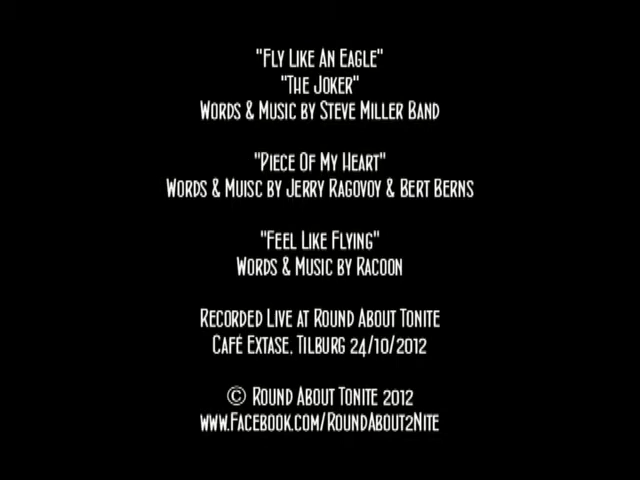 "Fly Like An Eagle"
"The Joker"
Words & Music by Steve Miller Band
"Piece Of My Heart"
Words & Muisc by Jerry Ragovoy & Bert Berns
"Feel Like Flying"
Words & Music by Racoon
Recorded Live at Round About Tonite
Café Extase, Tilburg 24/10/2012
© Round About Tonite 2012
www.Facebook.com/RoundAbout2Nite